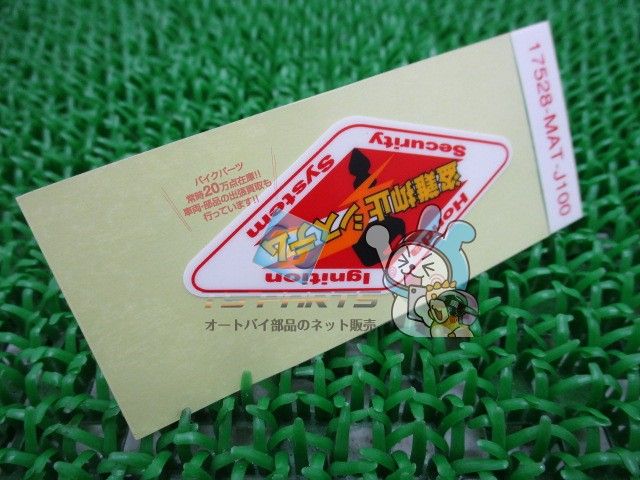 17528-MAT-J100
バイクパーツ
常時20万点在庫!!
車両・部品の出張買取も
行っています!!
Security
System
Ignition
盗難抑止システム
オートバイ部品のネット販売